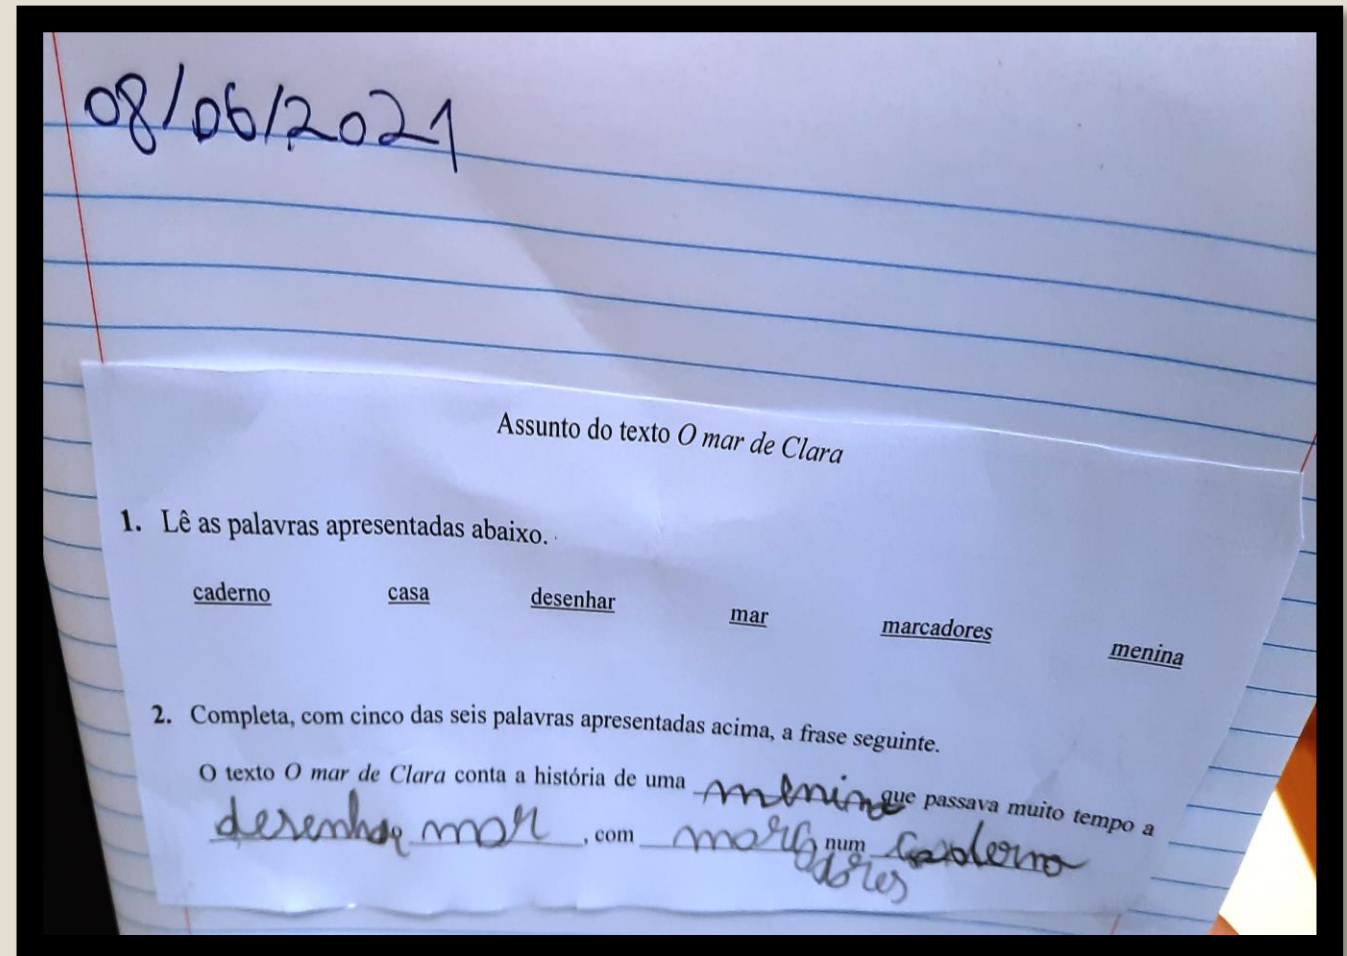 08/06/2021
Assunto do texto O mar de Clara
1. Lê as palavras apresentadas abaixo.
caderno casa desenhar mar marcadores menina
2. Completa, com cinco das seis palavras apresentadas acima, a frase seguinte.
O texto O mar de Clara conta a história de uma menina que passava muito tempo a
desenhar mar, com marcadores num caderno